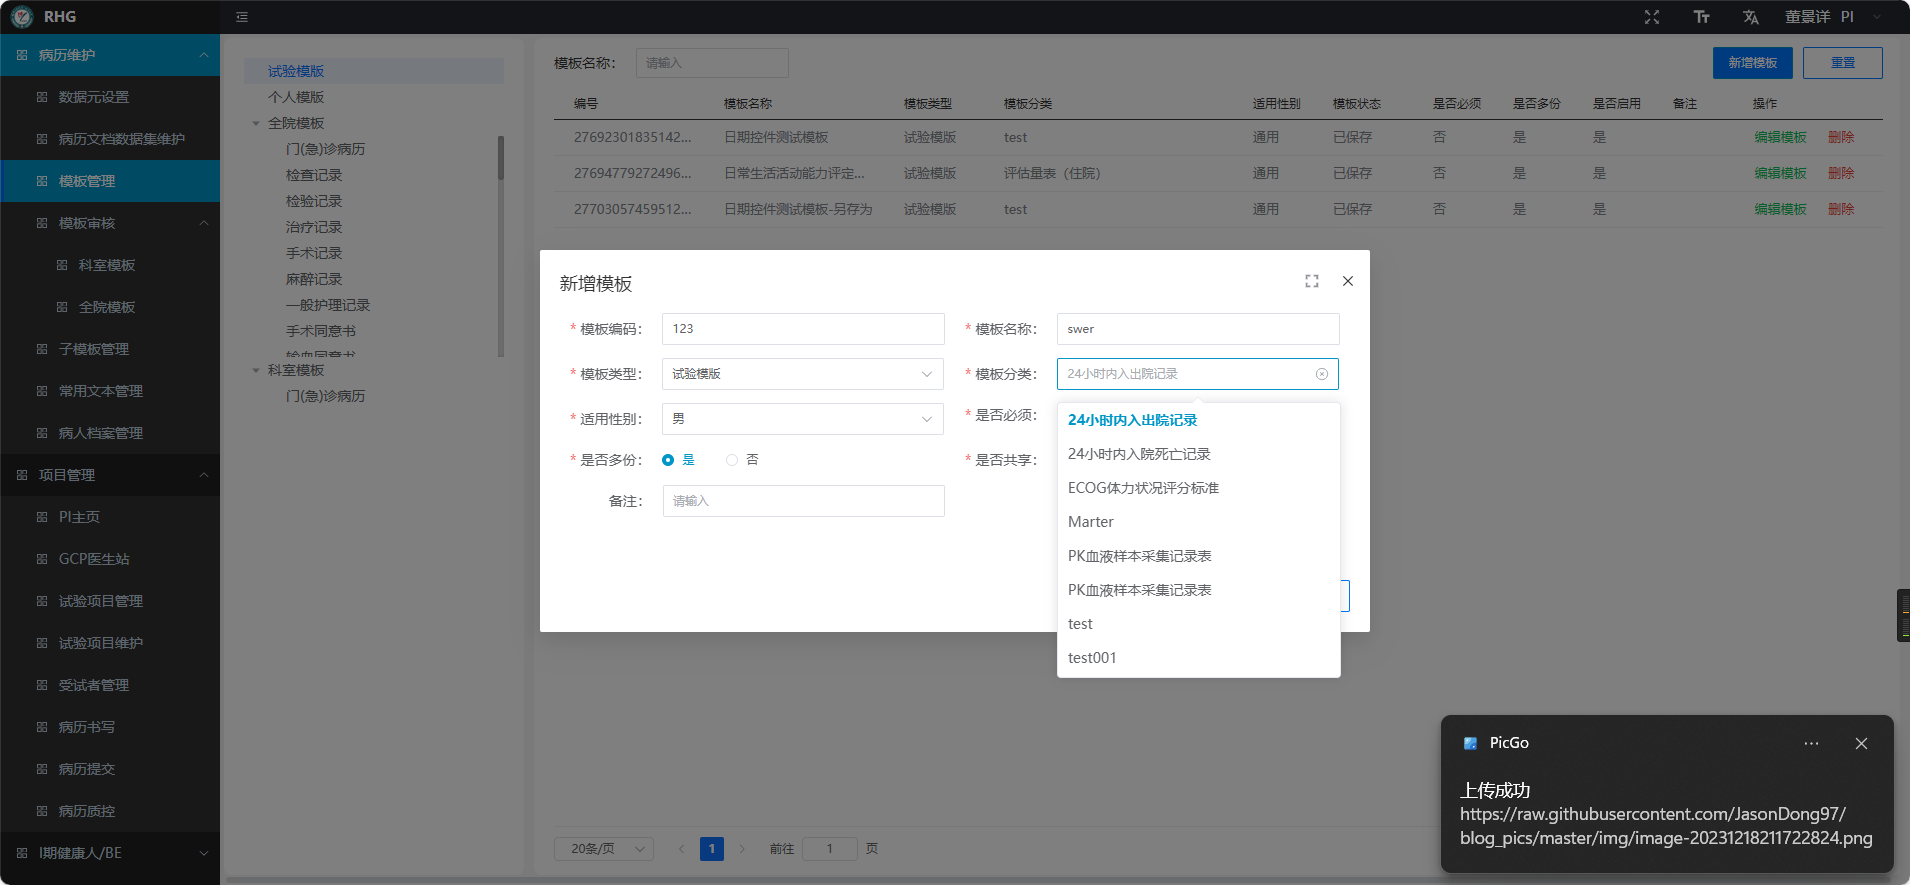 RHG
董景详 PI
病历维护
数据元设置
病历文档数据集维护
模板管理
模板审核
科室模板
全院模板
子模板管理
常用文本管理
病人档案管理
项目管理
PI主页
GCP医生站
试验项目管理
试验项目维护
受试者管理
病历书写
病历提交
病历质控
I期健康人/BE
试验模版
个人模版
全院模板
门(急)诊病历
检查记录
检验记录
治疗记录
手术记录
麻醉记录
一般护理记录
手术同意书
输血同意书
科室模板
门(急)诊病历
模板名称： 请输入 新增模板 重置
编号 模板名称 模板类型 模板分类 适用性别 模板状态 是否必须 是否多份 是否启用 备注 操作
27692301835142... 日期控件测试模板 试验模版 test 通用 已保存 否 是 是 编辑模板 删除
27694779272496... 日常生活活动能力评定... 试验模版 评估量表（住院） 通用 已保存 否 是 是 编辑模板 删除
27703057459512... 日期控件测试模板-另存为 试验模版 test 通用 已保存 否 是 是 编辑模板 删除
新增模板
* 模板编码： 123 * 模板名称： swer
* 模板类型： 试验模版 * 模板分类： 24小时内入出院记录
* 适用性别： 男 * 是否必须：
* 是否多份： 是 否 * 是否共享：
备注： 请输入
24小时内入出院记录
24小时内入院死亡记录
ECOG体力状况评分标准
Marter
PK血液样本采集记录表
PK血液样本采集记录表
test
test001
20条/页 1 前往 1 页
PicGo
上传成功
https://raw.githubusercontent.com/JasonDong97/
blog_pics/master/img/image-20231218211722824.png